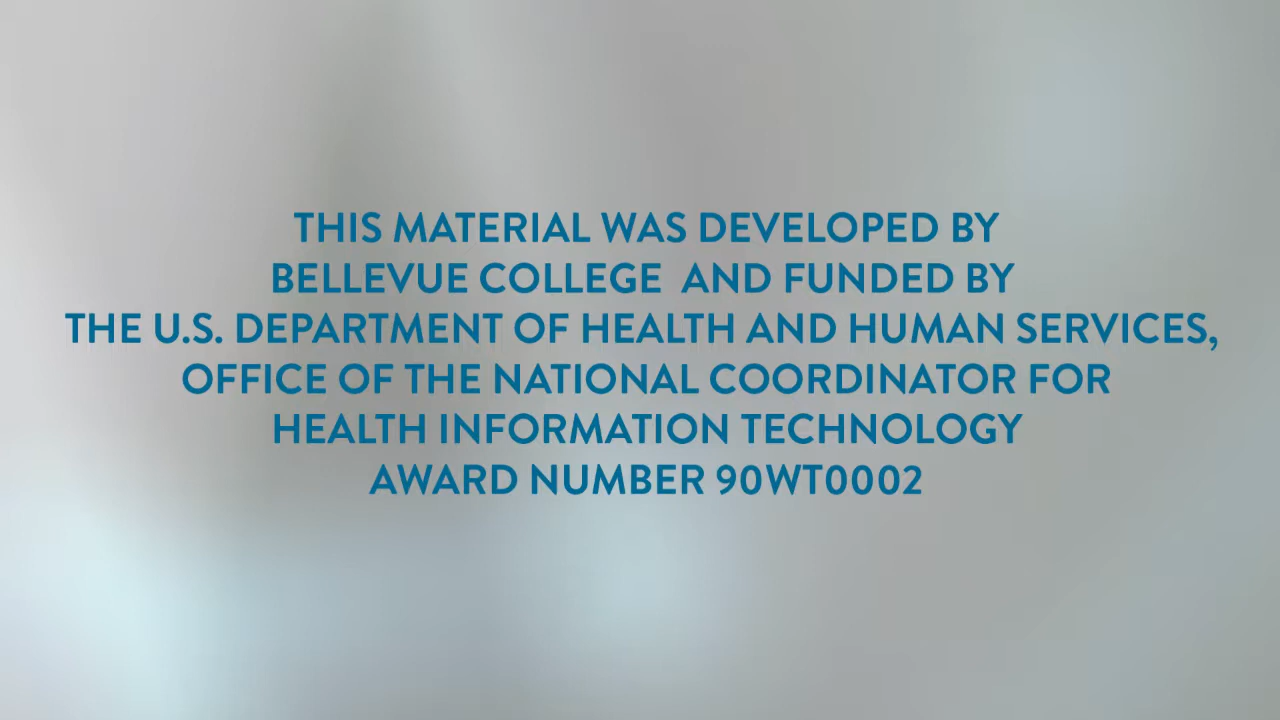 THIS MATERIAL WAS DEVELOPED BY
BELLEVUE COLLEGE  AND FUNDED BY
THE U.S. DEPARTMENT OF HEALTH AND HUMAN SERVICES,
OFFICE OF THE NATIONAL COORDINATOR FOR
HEALTH INFORMATION TECHNOLOGY
AWARD NUMBER 90WT0002